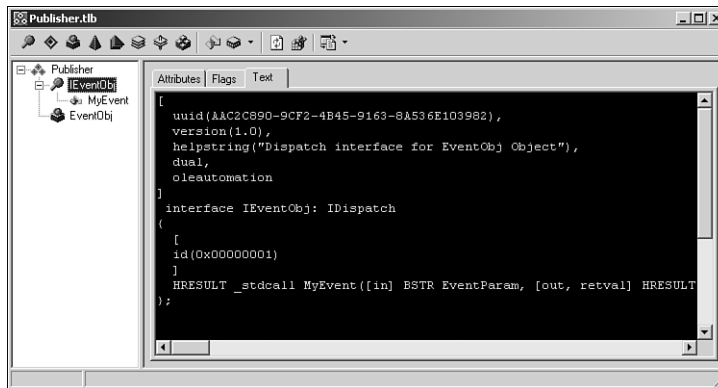 Publisher.tlb
Publisher
IEventObj
MyEvent
EventObj
Attributes Flags Text
[
uuid(AAC2C890-9CF2-4B45-9163-8A536E103982),
version(1.0),
helpstring("Dispatch interface for EventObj Object"),
dual,
oleautomation
]
interface IEventObj: IDispatch
(
[
id(0x00000001)
]
HRESULT _stdcall MyEvent([in] BSTR EventParam, [out, retval] HRESULT
);